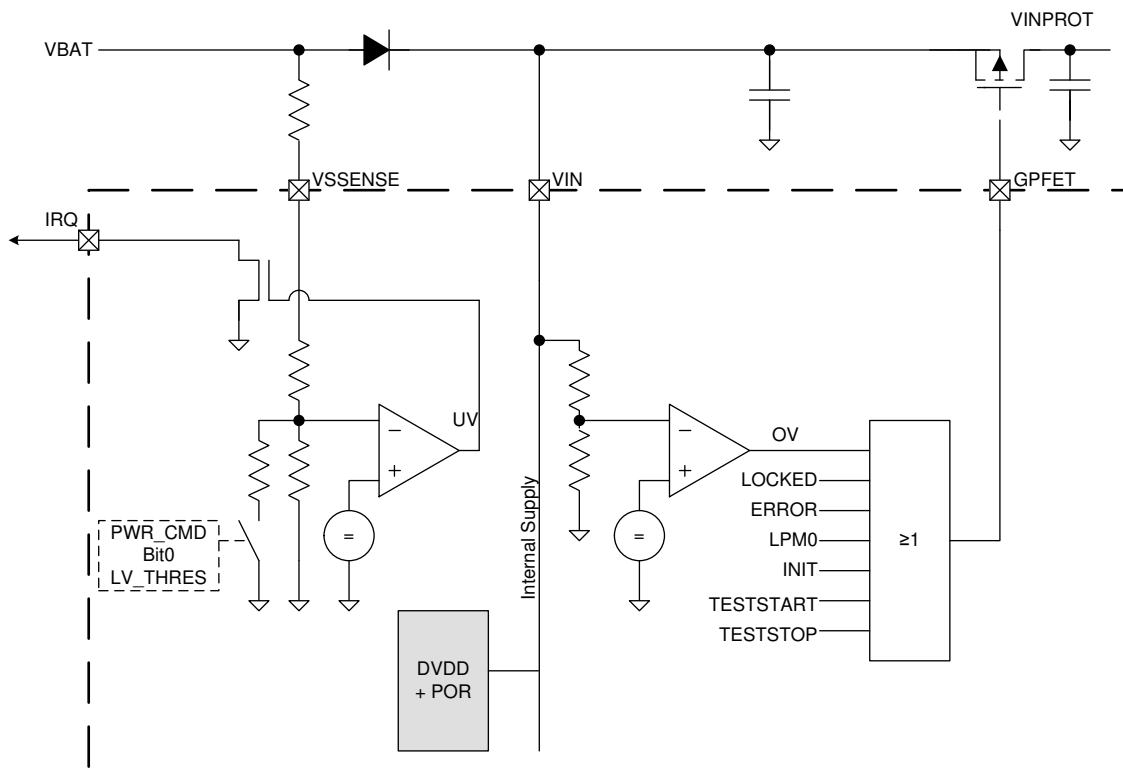 VINPROT
VBAT
VSSENSE
VIN
GPFET
IRQ
UV
OV
Internal Supply
LOCKED
ERROR
LPM0
INIT
TESTSTART
TESTSTOP
≥1
PWR_CMD
Bit0
LV_THRES
−
+
=
−
+
=
DVDD
+ POR